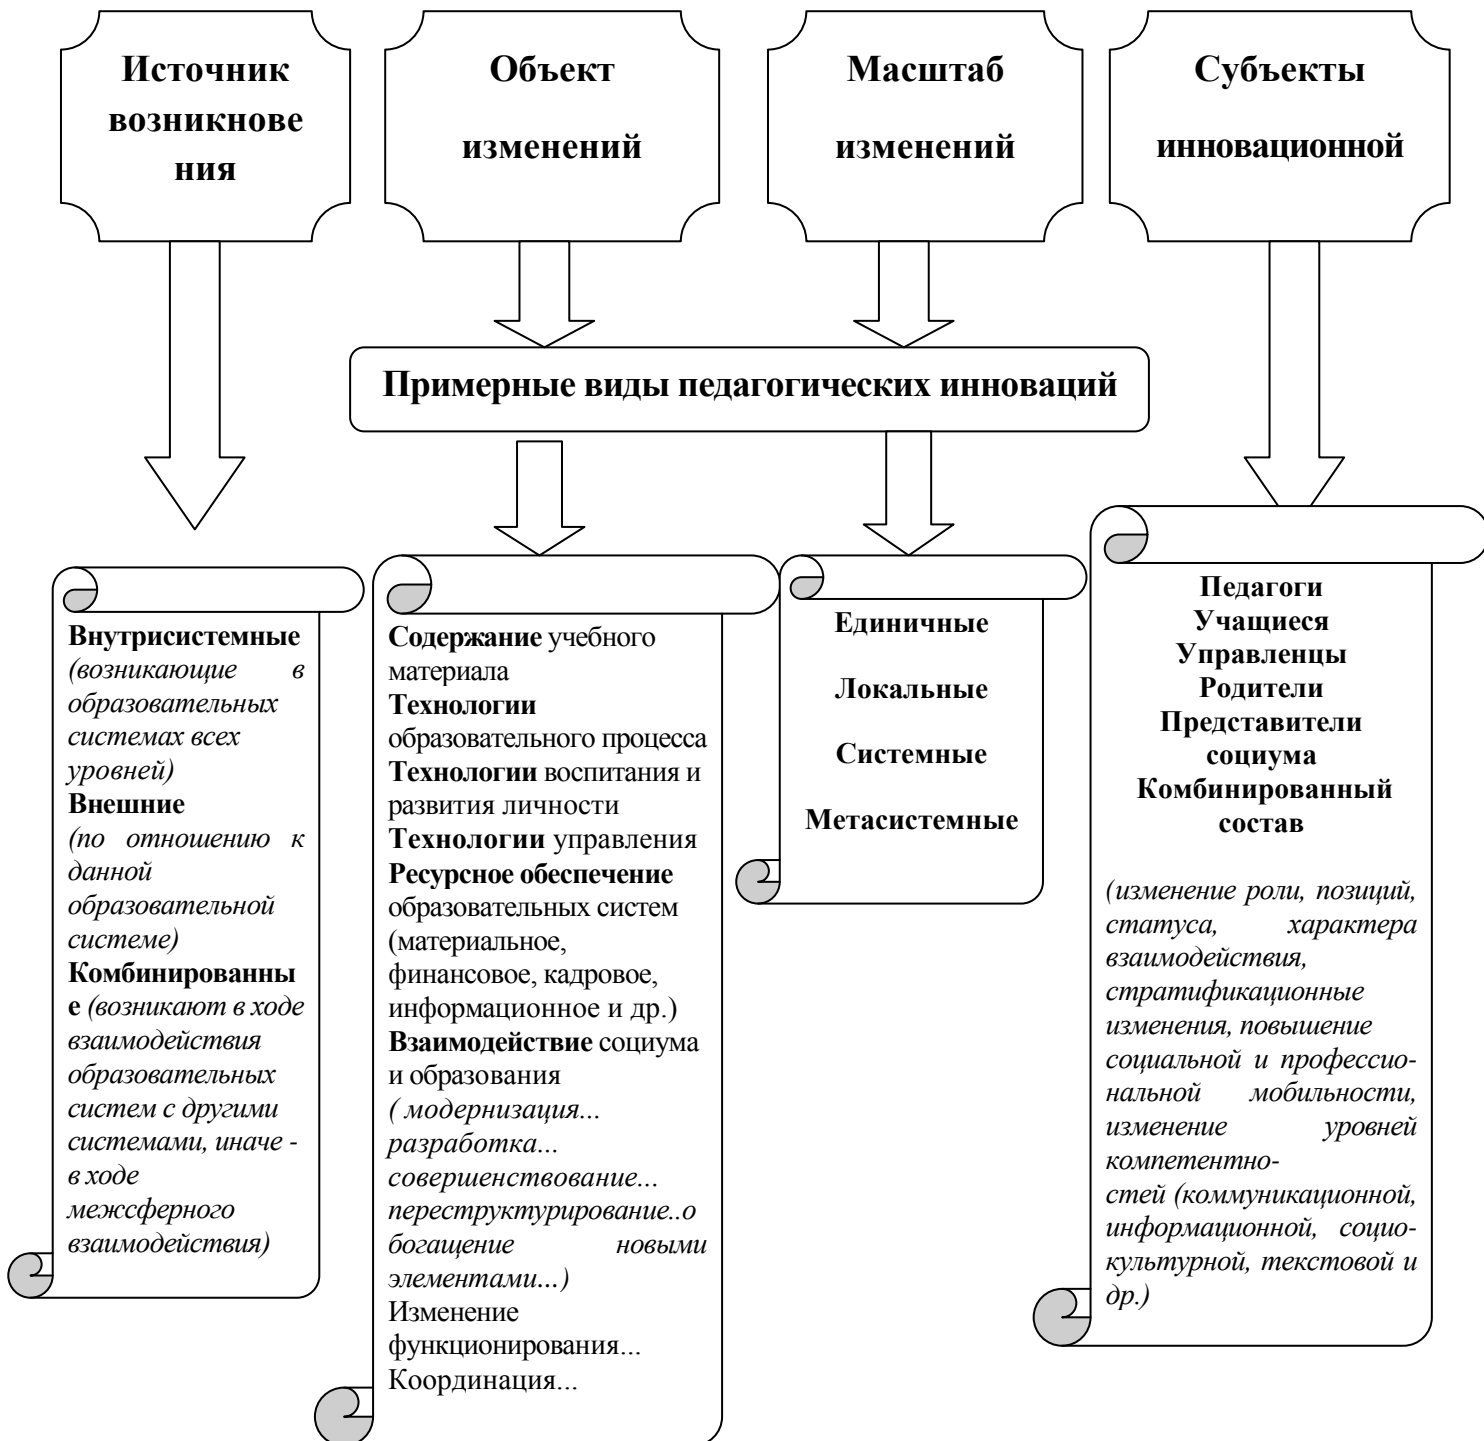 Источник
возникнове
ния
Объект
изменений
Масштаб
изменений
Субъекты
инновационной
Примерные виды педагогических инноваций
Внутрисистемные
(возникающие в
образовательных
системах всех
уровней)
Внешние
(по отношению к
данной
образовательной
системе)
Комбинированны
е (возникают в ходе
взаимодействия
образовательных
систем с другими
системами, иначе -
в ходе
межсферного
взаимодействия)
Содержание учебного
материала
Технологии
образовательного процесса
Технологии воспитания и
развития личности
Технологии управления
Ресурсное обеспечение
образовательных систем
(материальное,
финансовое, кадровое,
информационное и др.)
Взаимодействие социума
и образования
( модернизация...
разработка...
совершенствование...
переструктурирование..о
богащение новыми
элементами...)
Изменение
функционирования...
Координация...
Единичные
Локальные
Системные
Метасистемные
Педагоги
Учащиеся
Управленцы
Родители
Представители
социума
Комбинированный
состав
(изменение роли, позиций,
статуса, характера
взаимодействия,
стратификационные
изменения, повышение
социальной и профессио-
нальной мобильности,
изменение уровней
компетентно-
стей (коммуникационной,
информационной, социо-
культурной, текстовой и
др.)